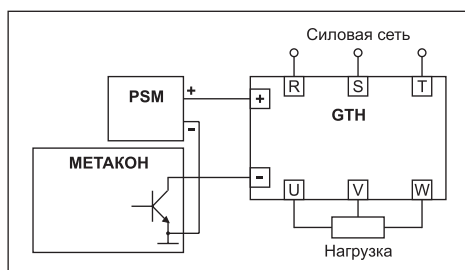 Силовая сеть
R S T
PSM
+
-
+
GTH
МЕТАКОН
-
U V W
Нагрузка